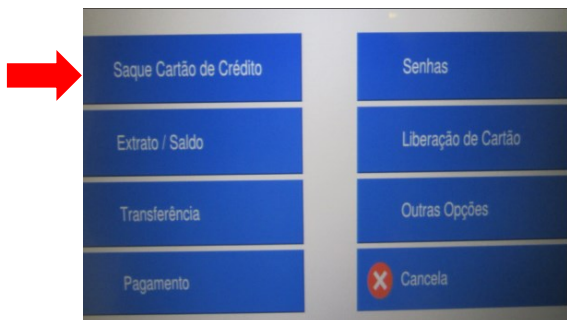 Saque Cartão de Crédito
Senhas
Extrato / Saldo
Liberação de Cartão
Transferência
Outras Opções
Pagamento
Cancela